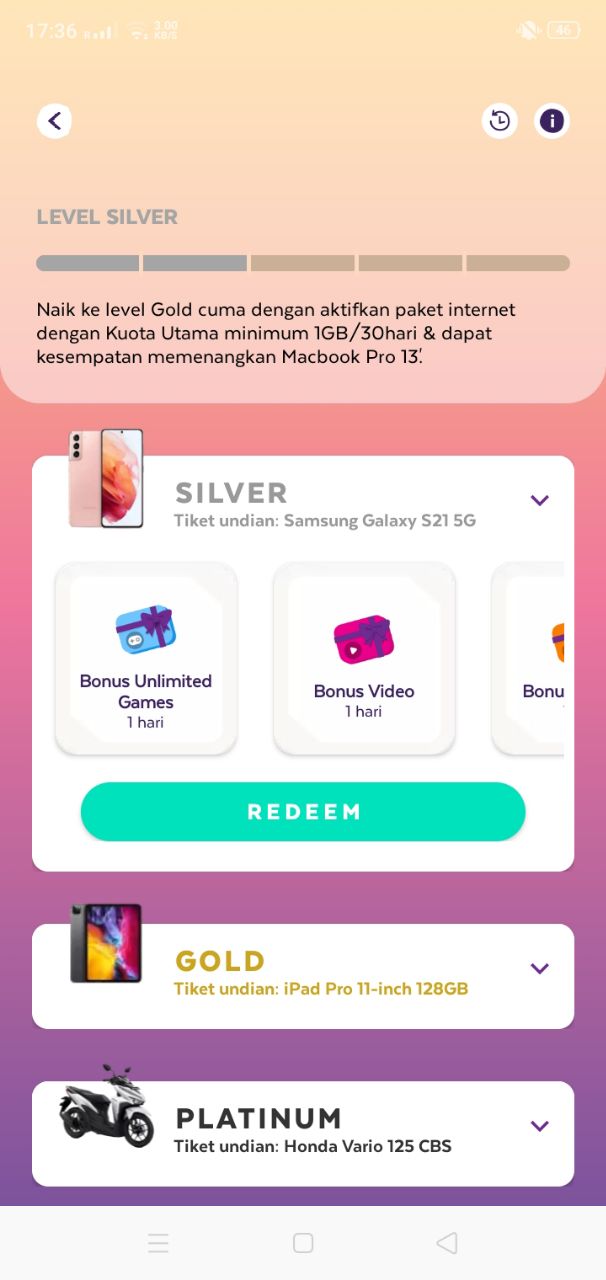 17:36
3.00
KB/S
46
LEVEL SILVER
Naik ke level Gold cuma dengan aktifkan paket internet
dengan Kuota Utama minimum 1GB/30hari & dapat
kesempatan memenangkan Macbook Pro 13'.
SILVER
Tiket undian: Samsung Galaxy S21 5G
Bonus Unlimited
Games
1 hari
Bonus Video
1 hari
Bonu
REDEEM
GOLD
Tiket undian: iPad Pro 11-inch 128GB
PLATINUM
Tiket undian: Honda Vario 125 CBS